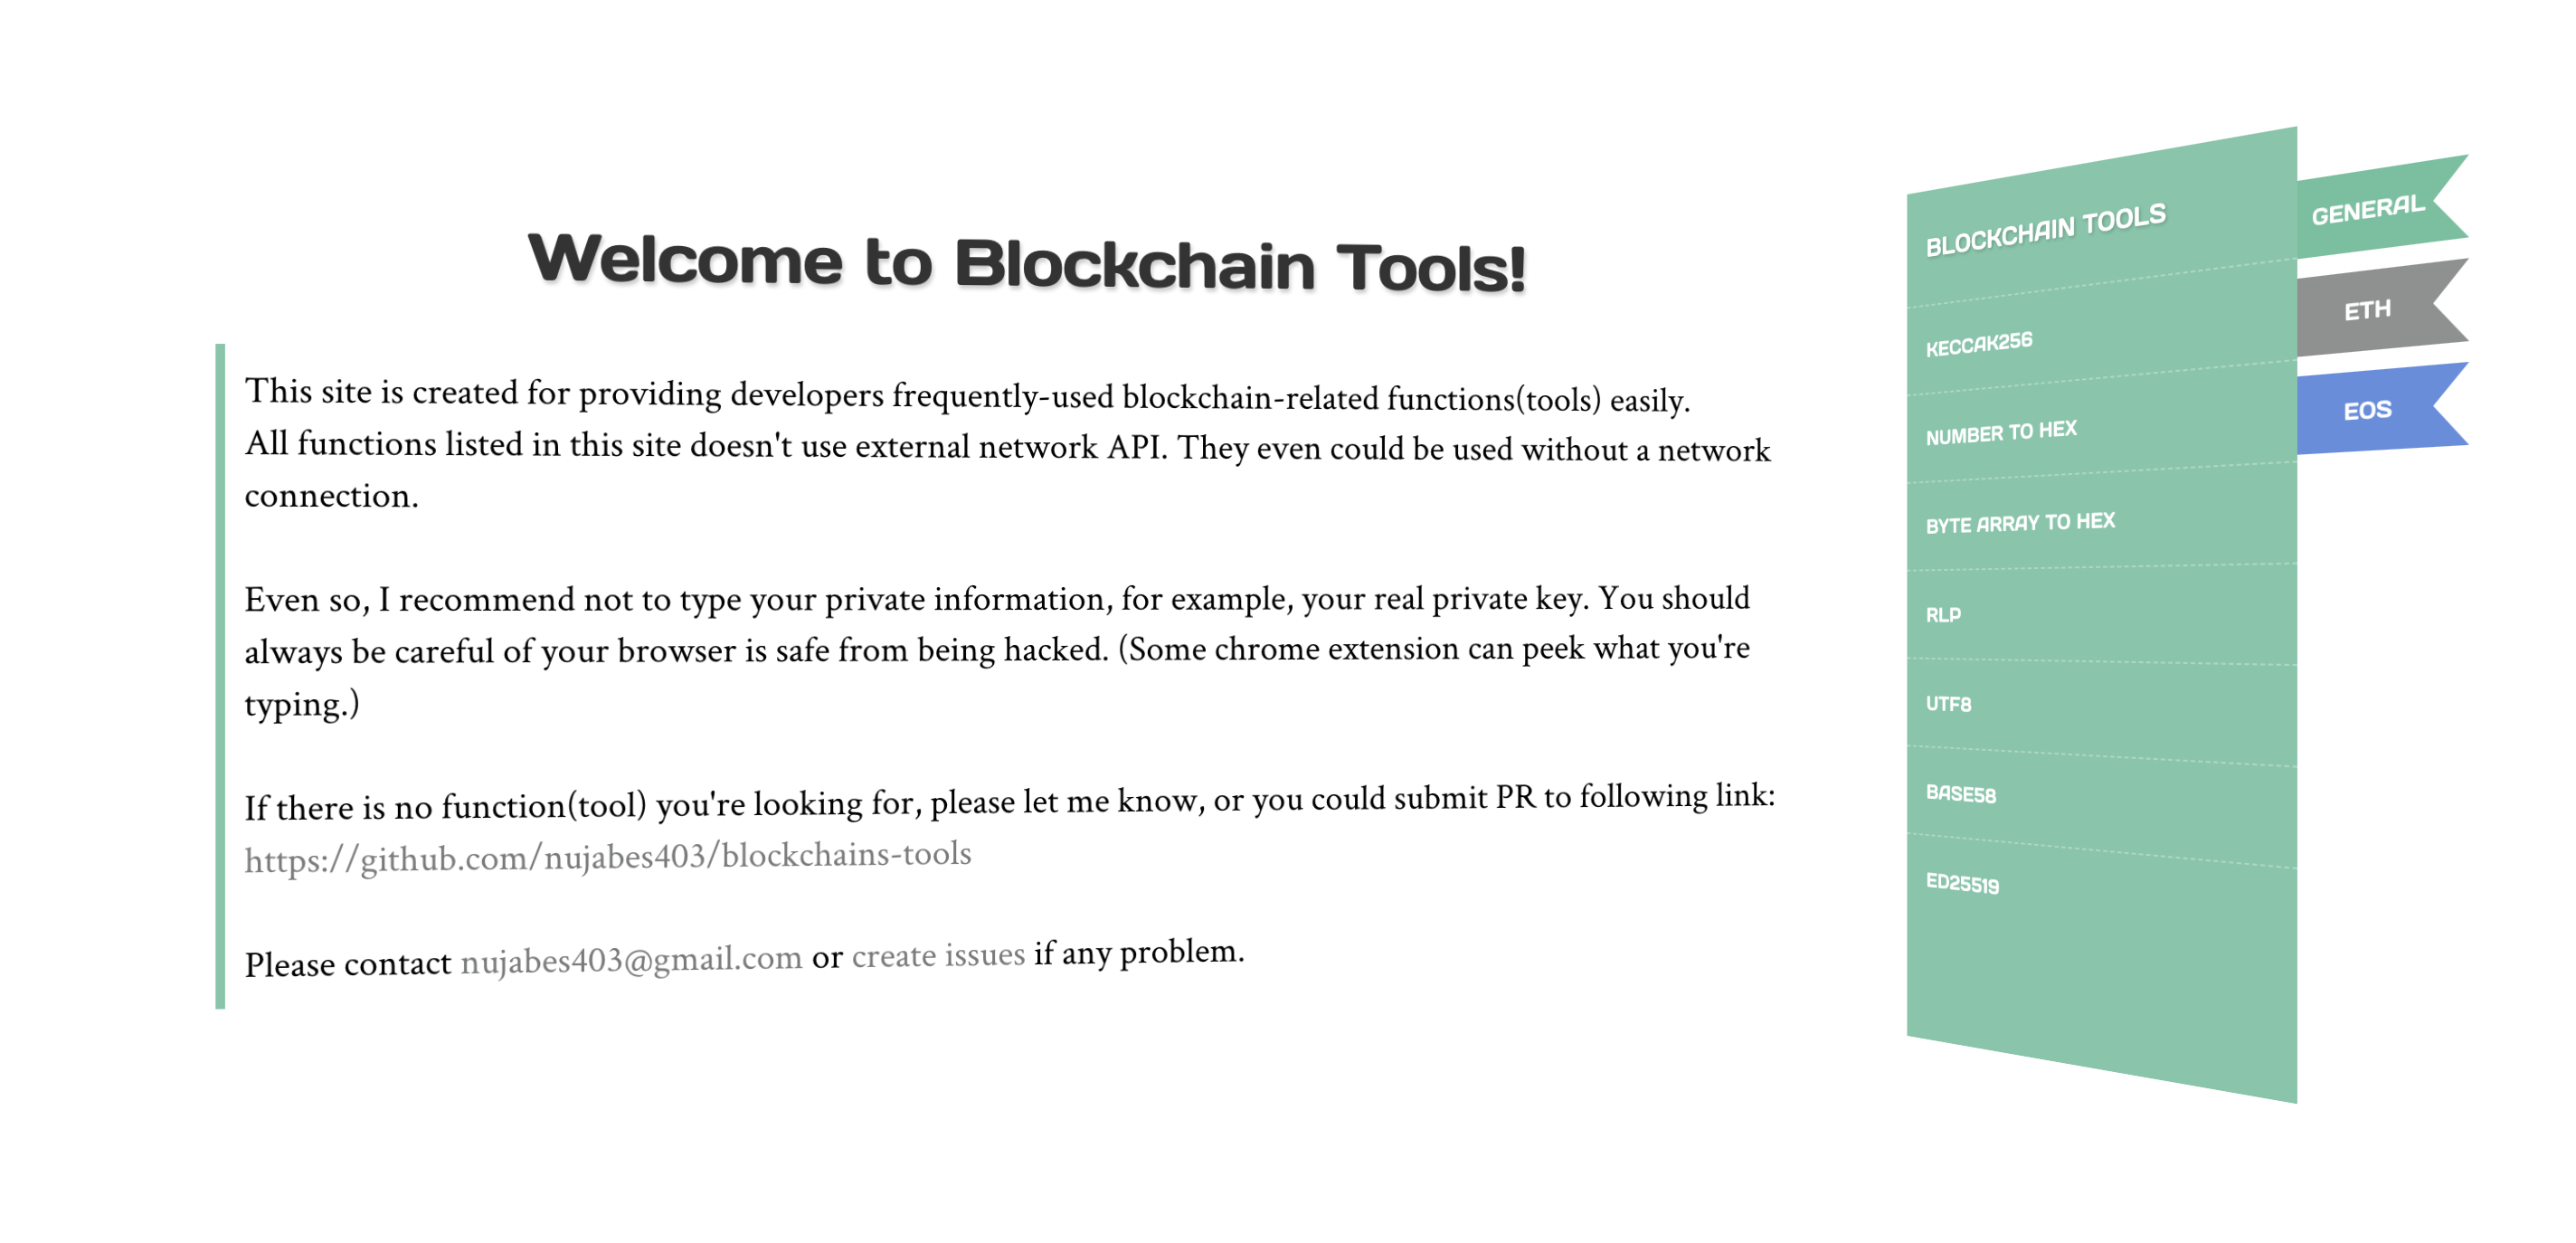 Welcome to Blockchain Tools!
This site is created for providing developers frequently-used blockchain-related functions(tools) easily.
All functions listed in this site doesn't use external network API. They even could be used without a network
connection.
Even so, I recommend not to type your private information, for example, your real private key. You should
always be careful of your browser is safe from being hacked. (Some chrome extension can peek what you're
typing.)
If there is no function(tool) you're looking for, please let me know, or you could submit PR to following link:
https://github.com/nujabes403/blockchains-tools
Please contact nujabes403@gmail.com or create issues if any problem.
BLOCKCHAIN TOOLS
KECCAK256
NUMBER TO HEX
BYTE ARRAY TO HEX
RLP
UTF8
BASE58
ED25519
GENERAL
ETH
EOS